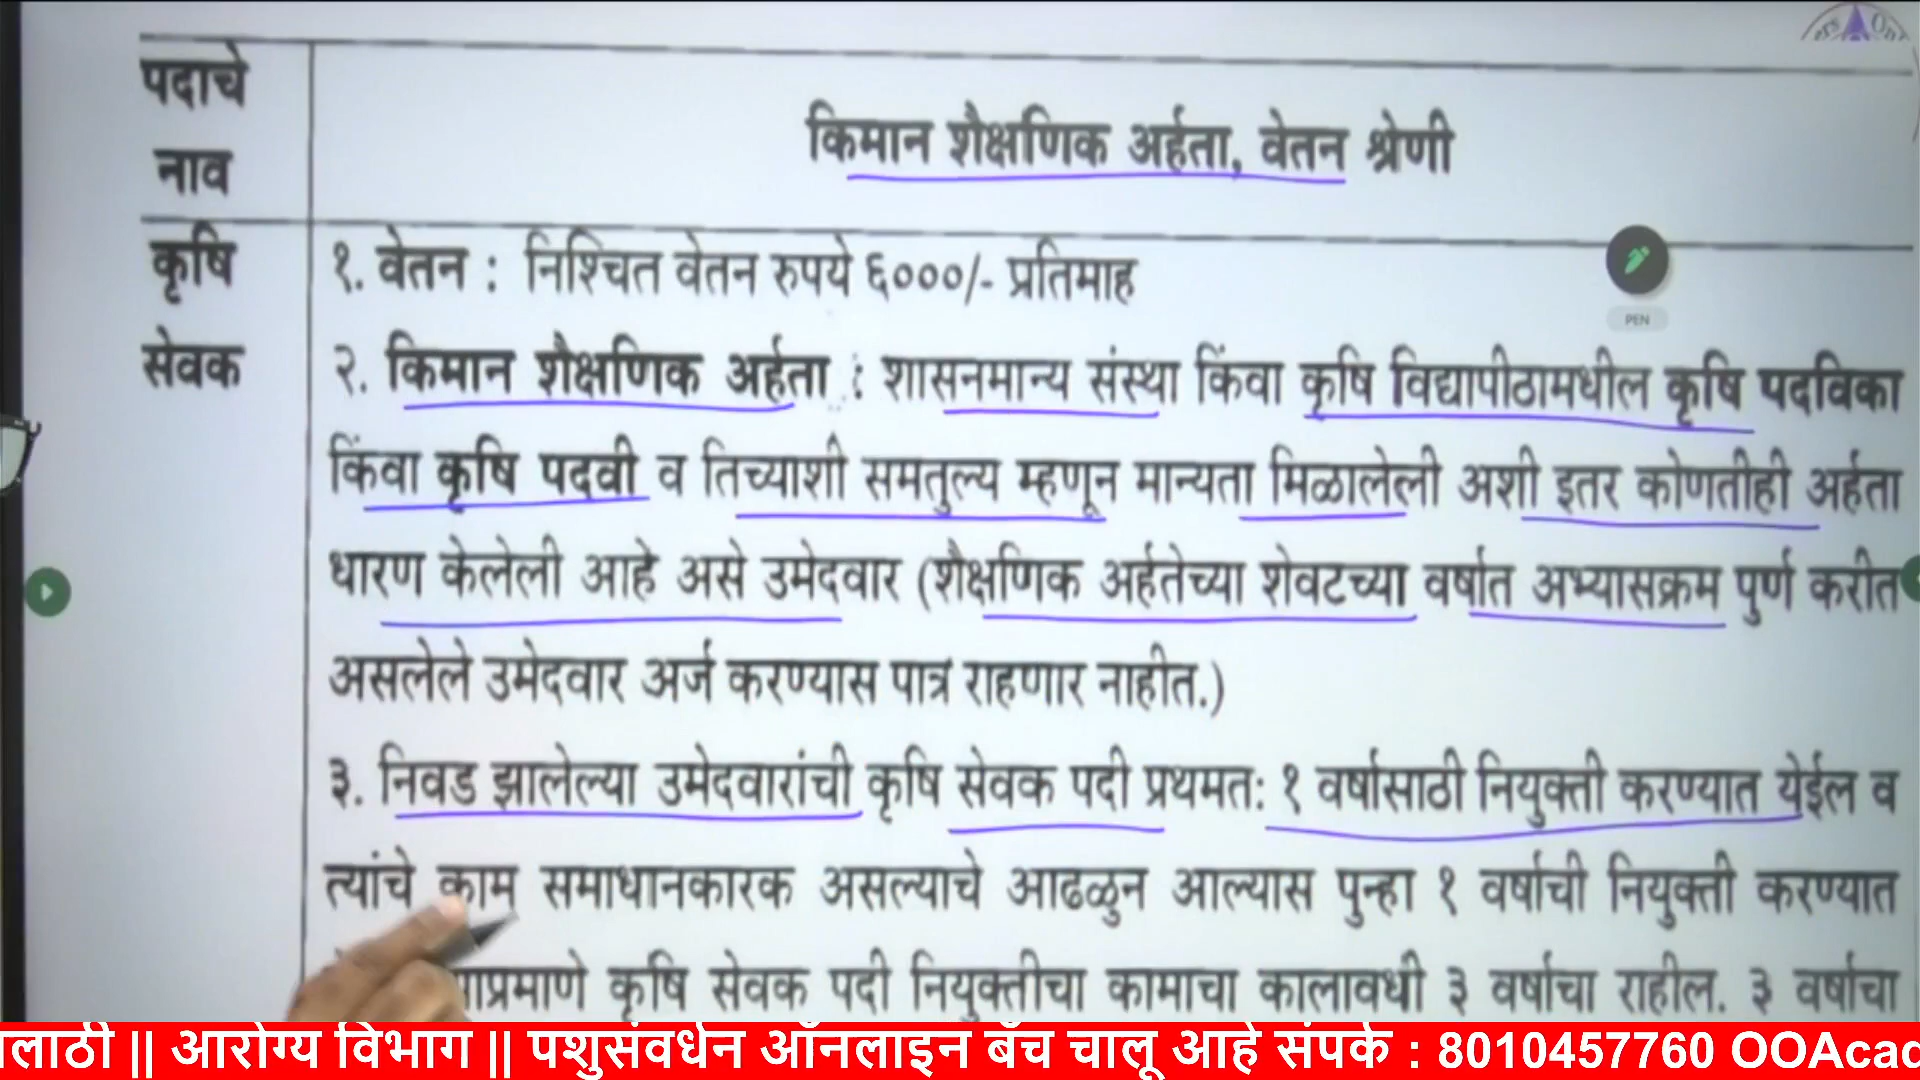 पदाचे
नाव
किमान शैक्षणिक अर्हता, वेतन श्रेणी
कृषि
सेवक
१. वेतन : निश्चित वेतन रुपये ६०००/- प्रतिमाह
PEN
२. किमान शैक्षणिक अर्हता : शासनमान्य संस्था किंवा कृषि विद्यापीठामधील कृषि पदविका
किंवा कृषि पदवी व तिच्याशी समतुल्य म्हणून मान्यता मिळालेली अशी इतर कोणतीही अर्हता
धारण केलेली आहे असे उमेदवार (शैक्षणिक अर्हतेच्या शेवटच्या वर्षात अभ्यासक्रम पुर्ण करीत
असलेले उमेदवार अर्ज करण्यास पात्र राहणार नाहीत.)
३. निवड झालेल्या उमेदवारांची कृषि सेवक पदी प्रथमत: १ वर्षासाठी नियुक्ती करण्यात येईल व
त्यांचे काम समाधानकारक असल्याचे आढळुन आल्यास पुन्हा १ वर्षाची नियुक्ती करण्यात
कृषि सेवक पदी नियुक्तीचा कामाचा कालावधी ३ वर्षाचा राहील. ३ वर्षाचा
लाठी || आरोग्य विभाग || पशुसंवर्धन ऑनलाइन बॅच चालू आहे संपर्क : 8010457760 OOAcad